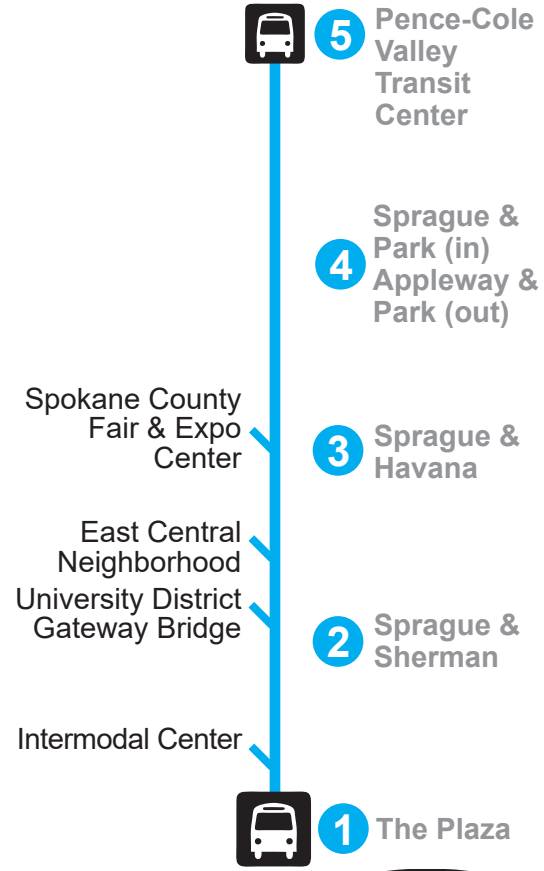 5 Pence-Cole
Valley
Transit
Center
Sprague &
Park (in)
4 Appleway &
Park (out)
Spokane County
Fair & Expo
Center
3 Sprague &
Havana
East Central
Neighborhood
University District
Gateway Bridge
2 Sprague &
Sherman
Intermodal Center
1 The Plaza